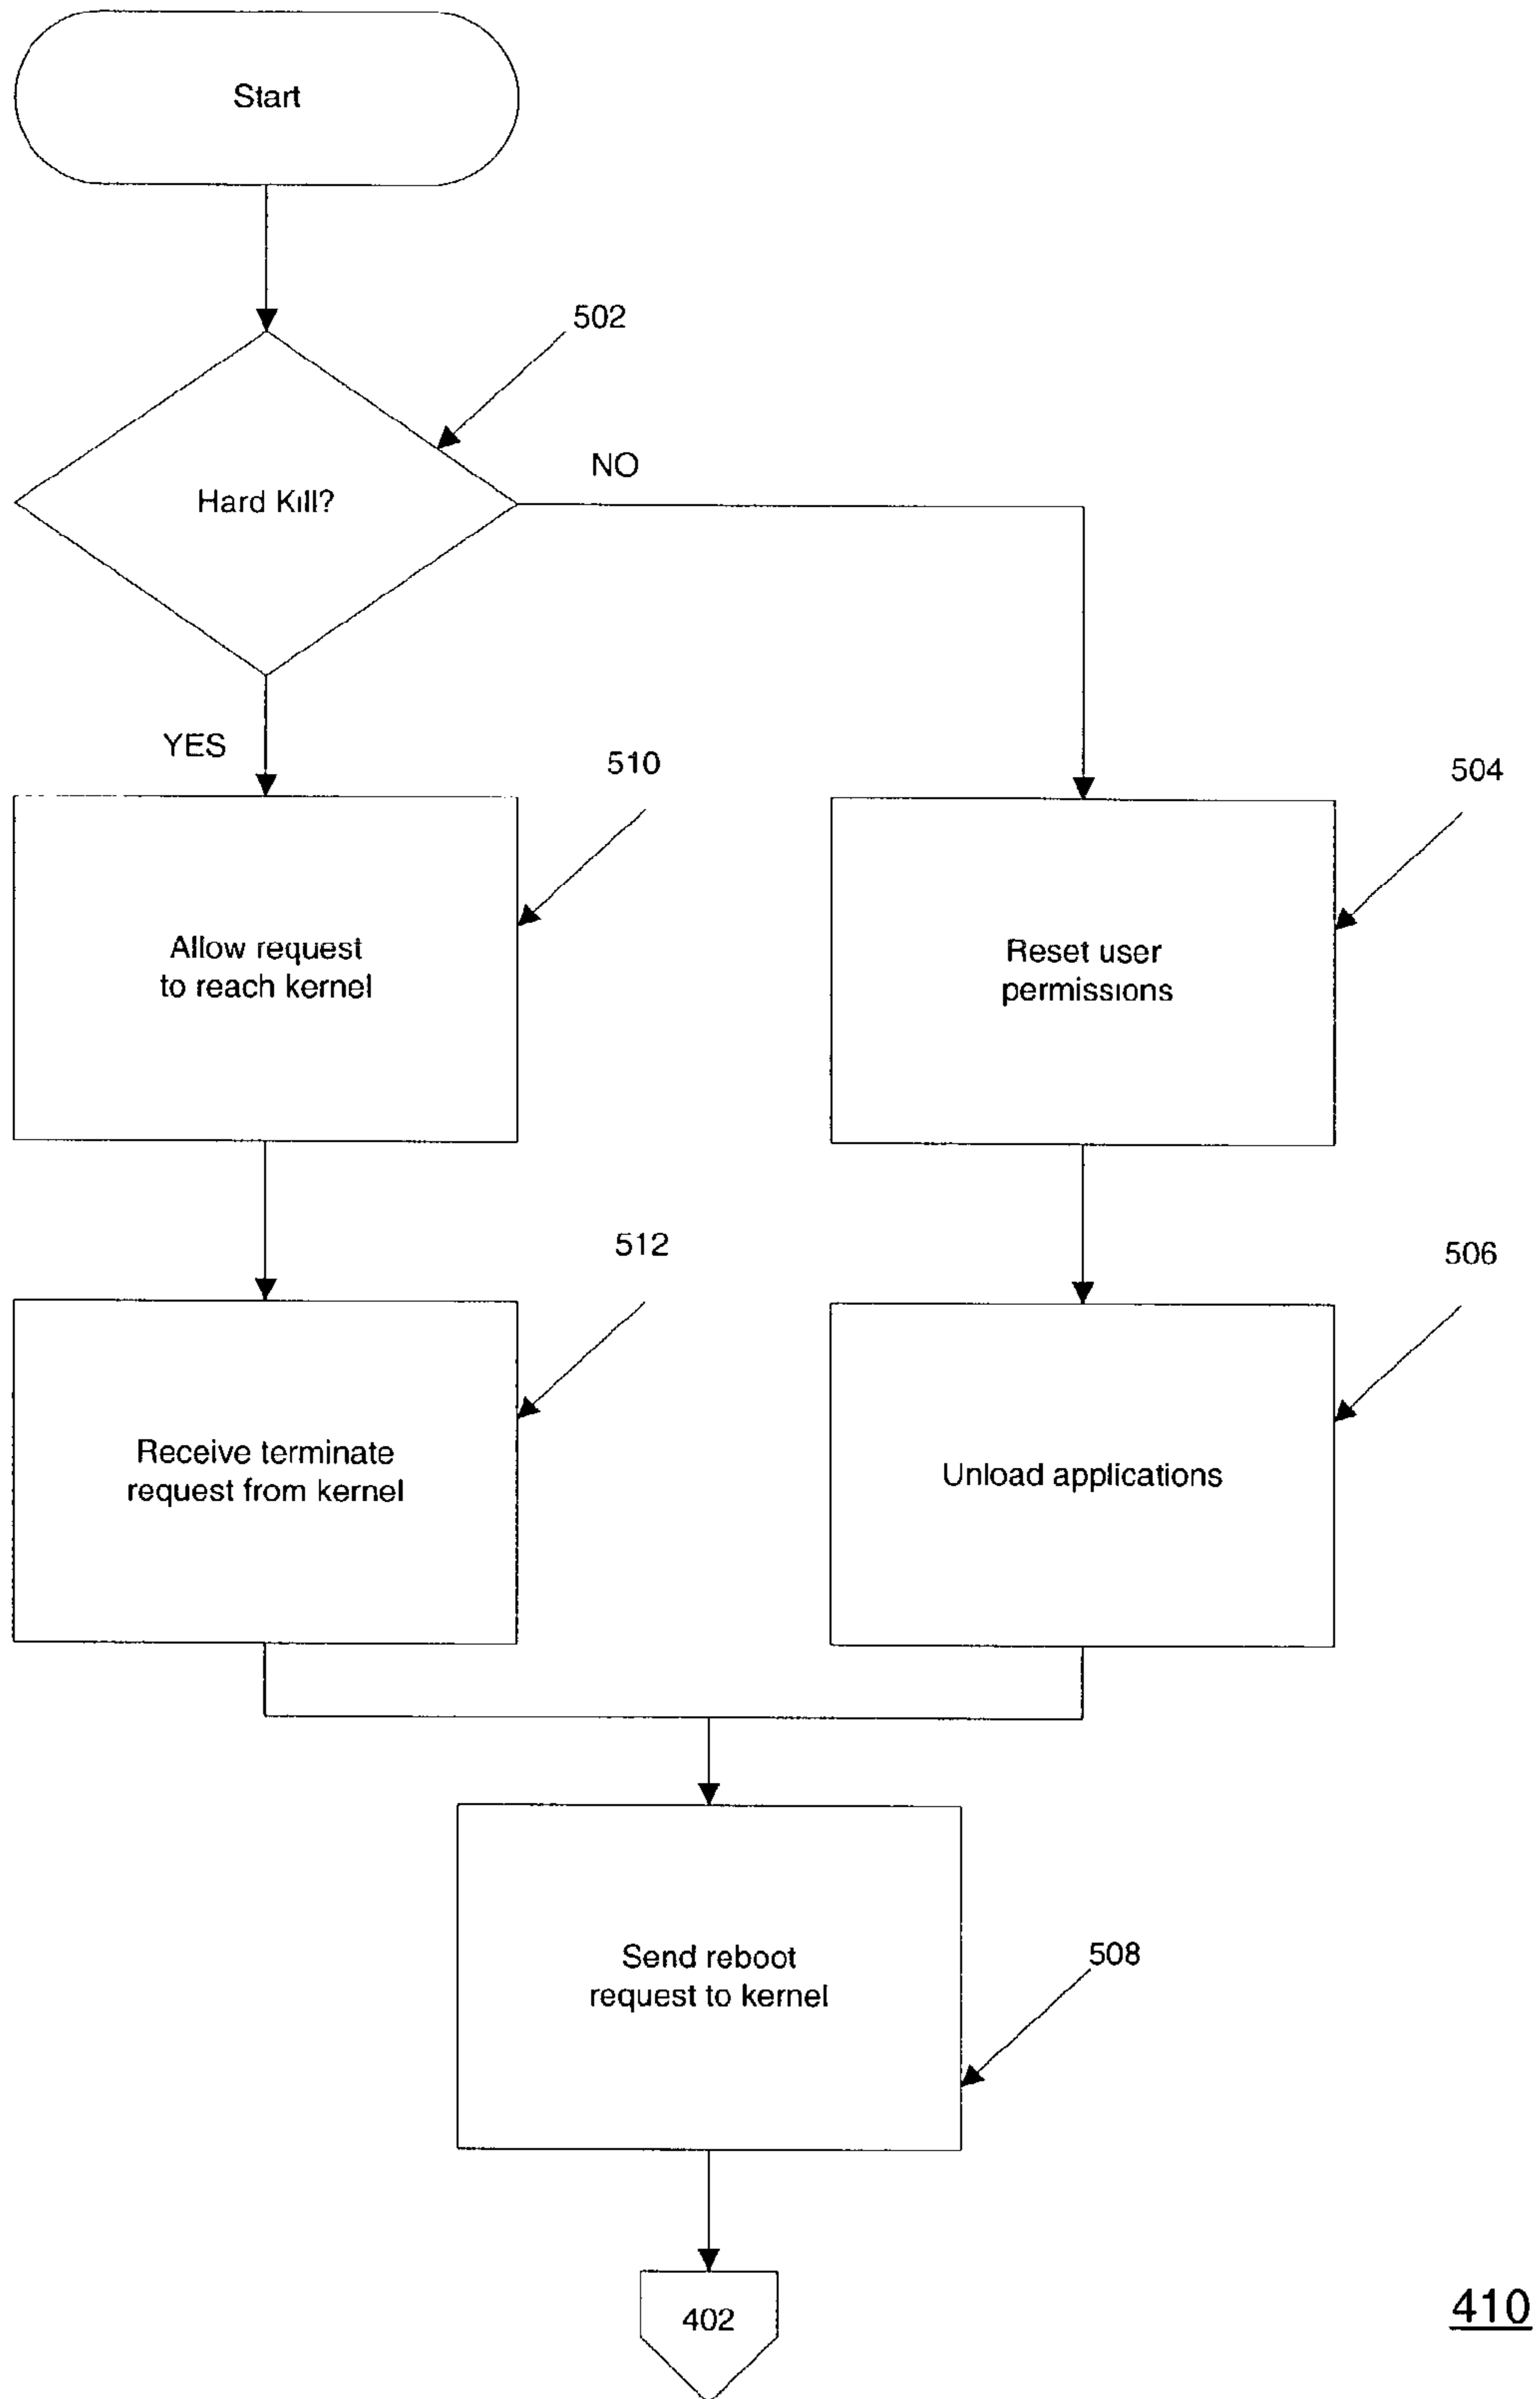 Start
502
Hard Kill?
NO
YES
510
504
Allow request
to reach kernel
Reset user
permissions
512
506
Receive terminate
request from kernel
Unload applications
Send reboot
request to kernel
508
402
410